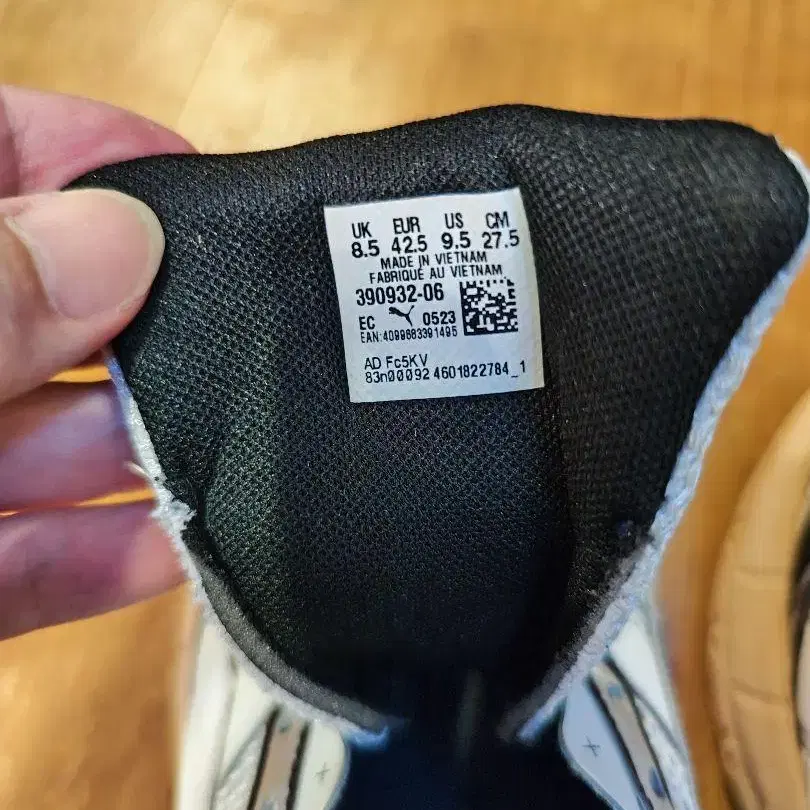 UK EUR US CM
8.5 42.5 9.5 27.5
MADE IN VIETNAM
FABRIQUÉ AU VIETNAM
390932-06
EC 0523
EAN:4099683391495
AD Fc5KV
83n00092 4601822784_1